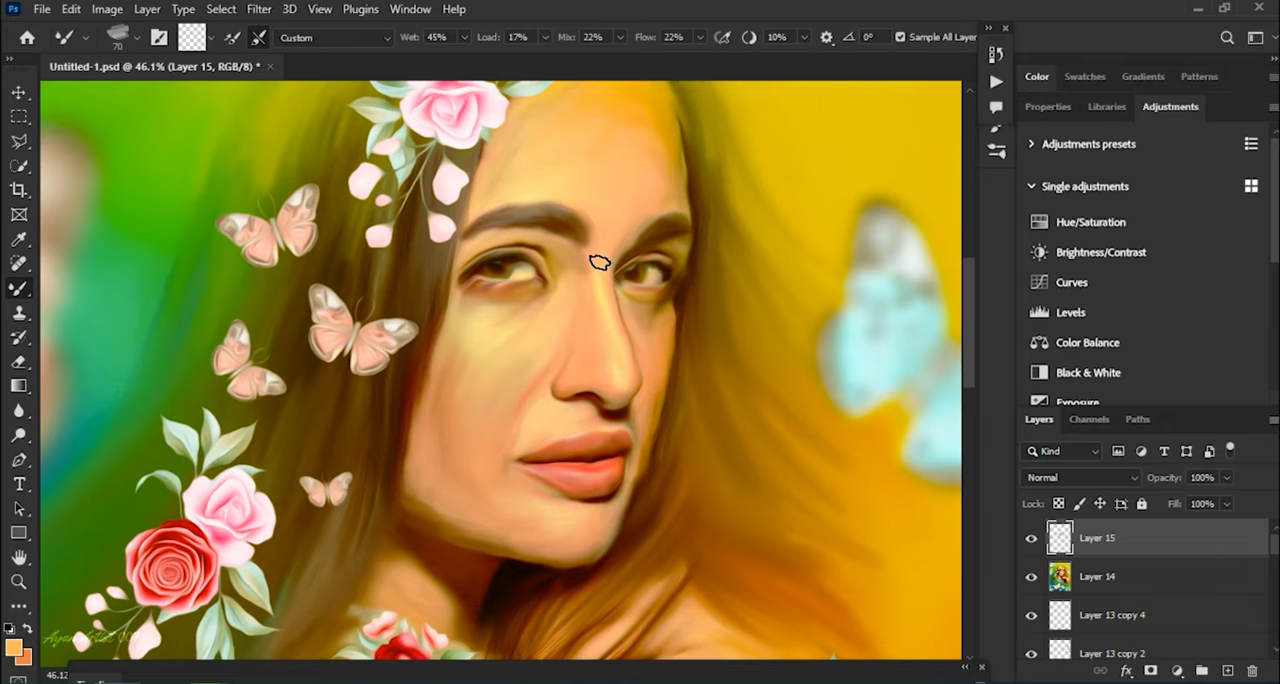 Ps File Edit Image Layer Type Select Filter 3D View Plugins Window Help
70 Custom Wet: 45% Load: 17% Mix: 22% Flow: 22% 10% 0° Sample All Layer
Untitled-1.psd @ 46.1% (Layer 15, RGB/8) * ×
Color Swatches Gradients Patterns
Properties Libraries Adjustments
Adjustments presets
Single adjustments
Hue/Saturation
Brightness/Contrast
Curves
Levels
Color Balance
Black & White
Exposure
Layers Channels Paths
Kind
Normal Opacity: 100%
Lock: Fill: 100%
Layer 15
Layer 14
Layer 13 copy 4
Layer 13 copy 2
46.12